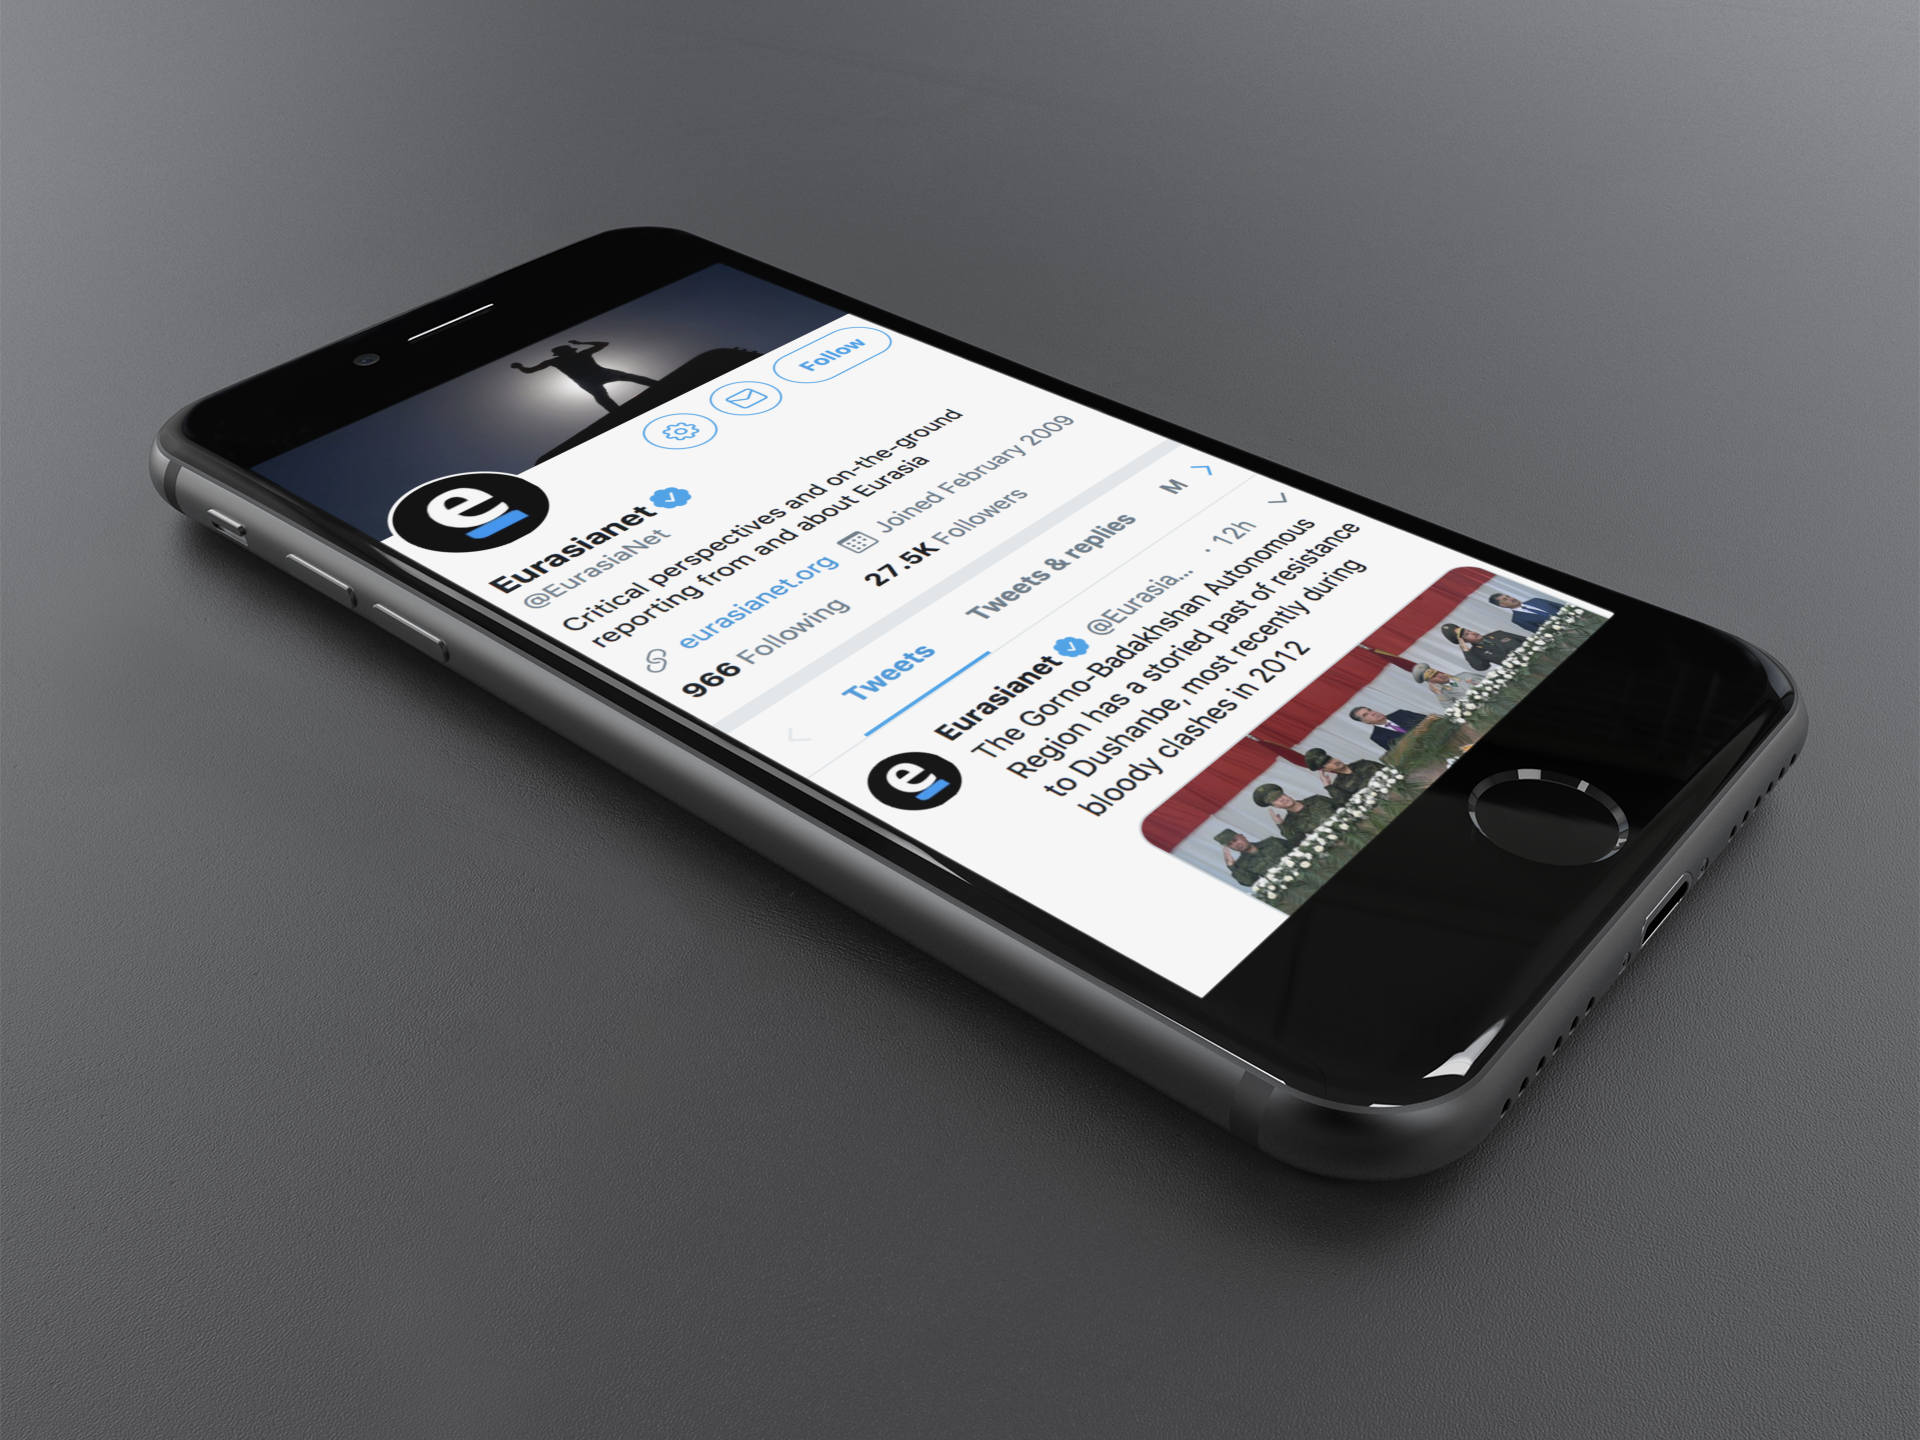 Follow
e
Eurasianet
@EurasiaNet
Critical perspectives and on-the-ground
reporting from and about Eurasia
eurasianet.org Joined February 2009
966 Following 27.5K Followers
Tweets Tweets & replies M
e
Eurasianet @Eurasia... · 12h
The Gorno-Badakhshan Autonomous
Region has a storied past of resistance
to Dushanbe, most recently during
bloody clashes in 2012